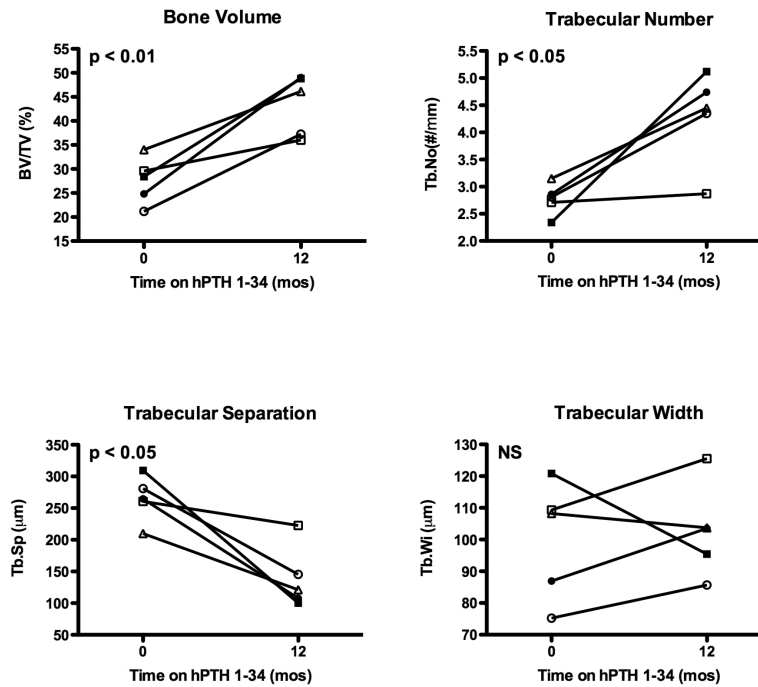 Bone Volume
p < 0.01
55
50
45
40
35
30
25
20
15
BV/TV (%)
0
12
Time on hPTH 1-34 (mos)
Trabecular Number
p < 0.05
5.5
5.0
4.5
4.0
3.5
3.0
2.5
2.0
Tb.No(#/mm)
0
12
Time on hPTH 1-34 (mos)
Trabecular Separation
p < 0.05
350
300
250
200
150
100
50
Tb.Sp (μm)
0
12
Time on hPTH 1-34 (mos)
Trabecular Width
NS
130
120
110
100
90
80
70
Tb.Wi (μm)
0
12
Time on hPTH 1-34 (mos)